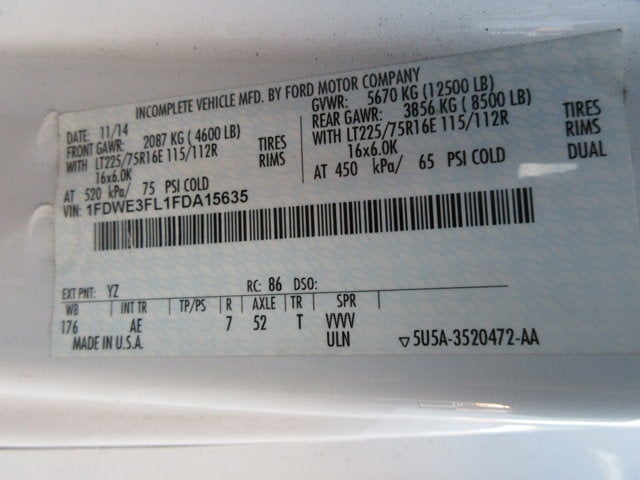 INCOMPLETE VEHICLE MFD. BY FORD MOTOR COMPANY
DATE: 11/14 GVWR: 5670 KG (12500 LB)
FRONT GAWR: 2087 KG (4600 LB) REAR GAWR: 3856 KG (8500 LB)
WITH LT225/75R16E 115/112R TIRES WITH LT225/75R16E 115/112R TIRES
16x6.0K RIMS 16x6.0K RIMS
AT 520 kPa/ 75 PSI COLD AT 450 kPa/ 65 PSI COLD DUAL
VIN: 1FDWE3FL1FDA15635
EXT PNT: YZ RC: 86 DSO:
WB INT TR TP/PS R AXLE TR SPR
176 AE 7 52 T VVVV
MADE IN U.S.A. ULN ▽5U5A-3520472-AA